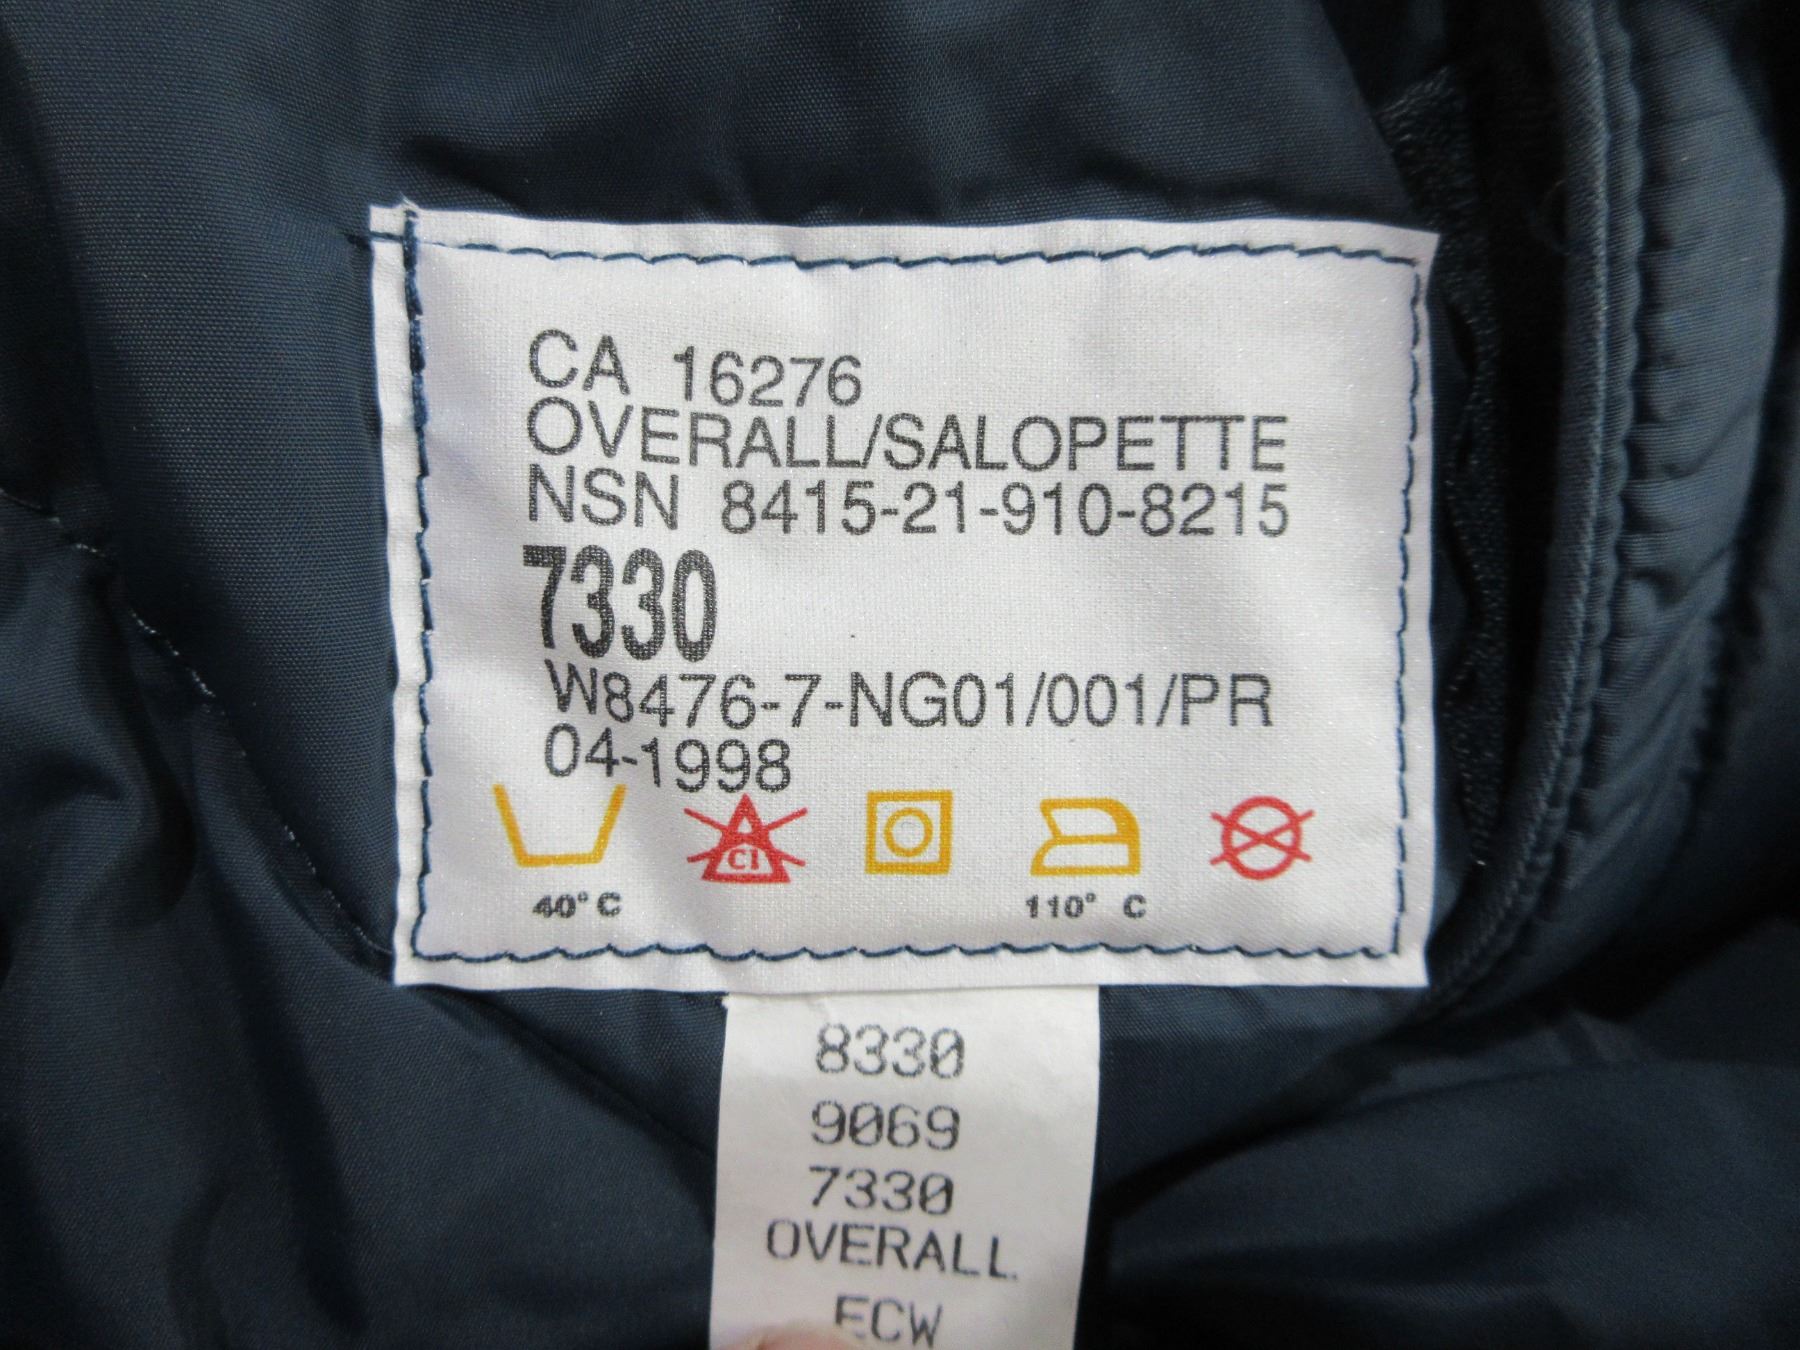 CA 16276
OVERALL/SALOPETTE
NSN 8415-21-910-8215
7330
W8476-7-NG01/001/PR
04-1998
Cl
40° C
110° C
8330
9069
7330
OVERALL
ECW